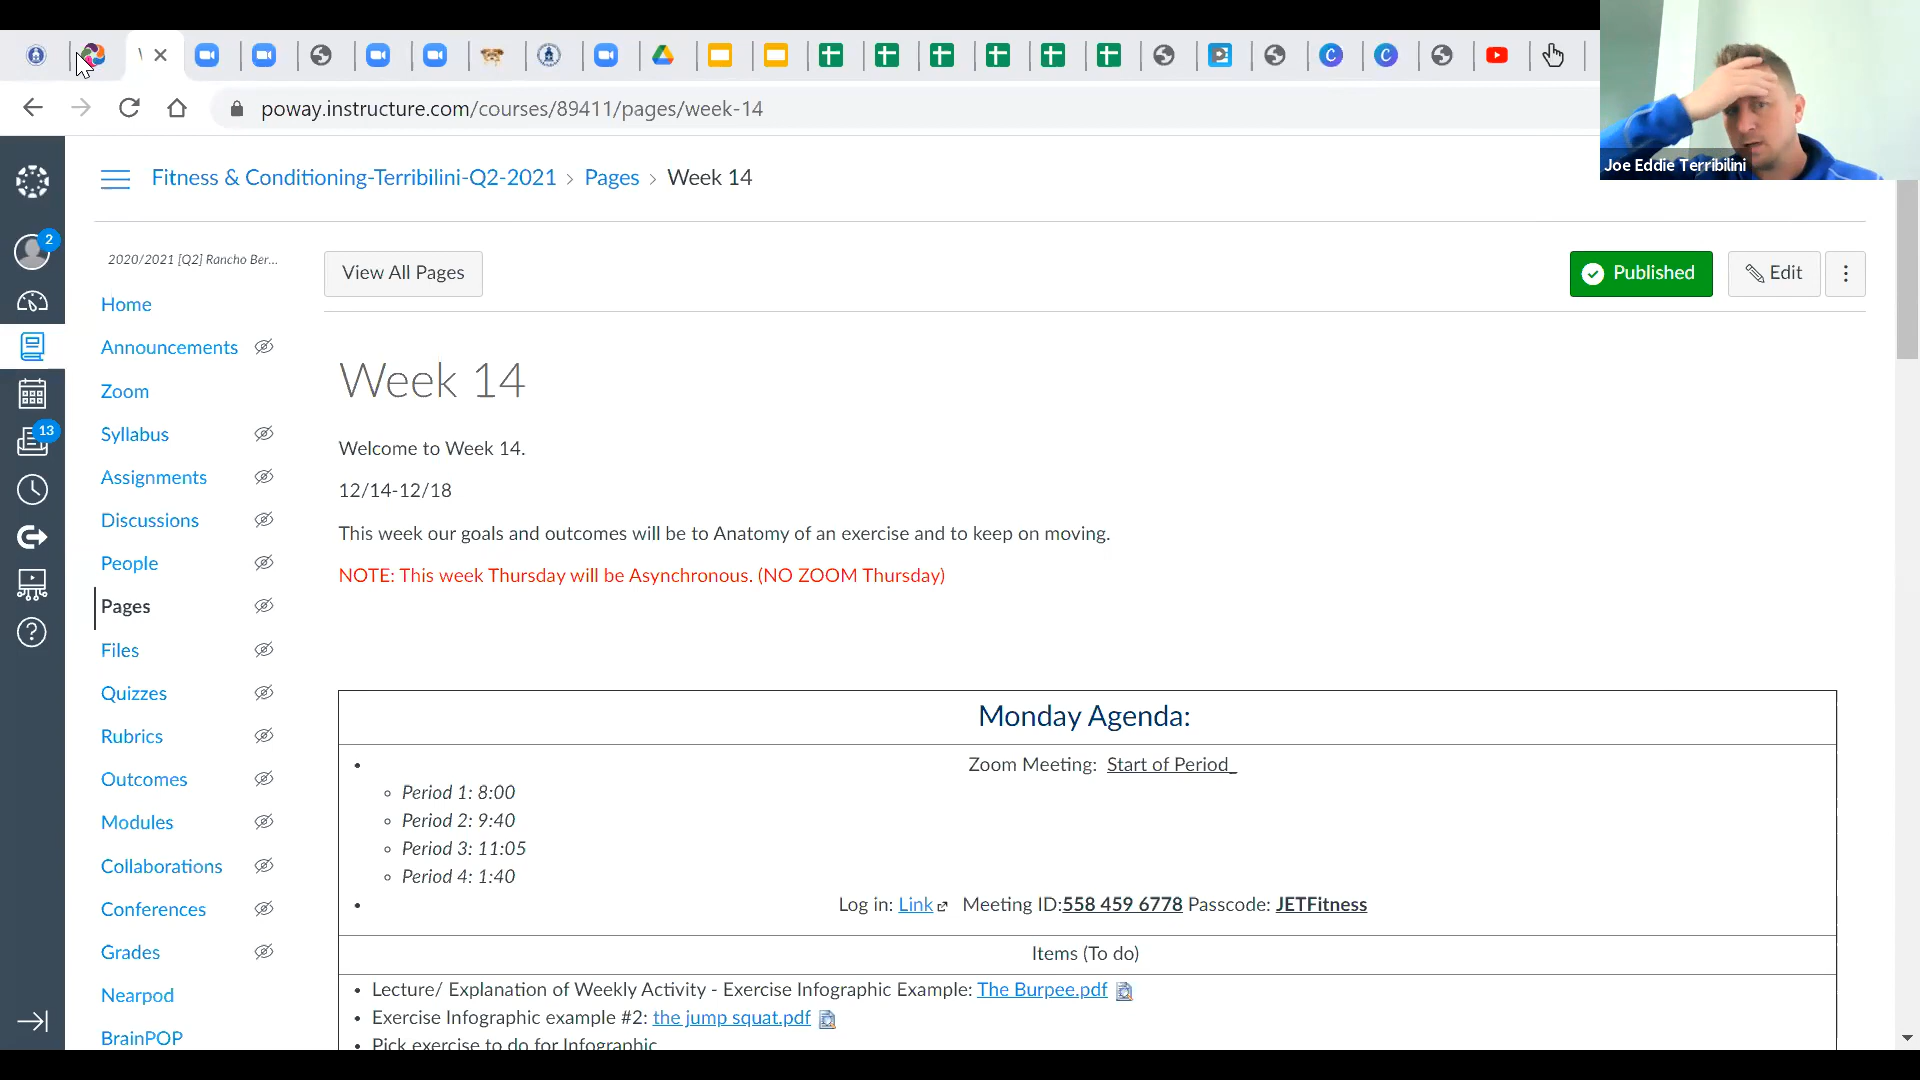 poway.instructure.com/courses/89411/pages/week-14
Joe Eddie Terribilini
Fitness & Conditioning-Terribilini-Q2-2021 > Pages > Week 14
2
2020/2021 [Q2] Rancho Ber...
View All Pages
Published
Edit
Home
Announcements
Zoom
Syllabus
Assignments
Discussions
People
Pages
Files
Quizzes
Rubrics
Outcomes
Modules
Collaborations
Conferences
Grades
Nearpod
BrainPOP
13
Week 14
Welcome to Week 14.
12/14-12/18
This week our goals and outcomes will be to Anatomy of an exercise and to keep on moving.
NOTE: This week Thursday will be Asynchronous. (NO ZOOM Thursday)
Monday Agenda:
Zoom Meeting: Start of Period_
Period 1: 8:00
Period 2: 9:40
Period 3: 11:05
Period 4: 1:40
Log in: Link Meeting ID:558 459 6778 Passcode: JETFitness
Items (To do)
Lecture/ Explanation of Weekly Activity - Exercise Infographic Example: The Burpee.pdf
Exercise Infographic example #2: the jump squat.pdf
Pick exercise to do for Infographic